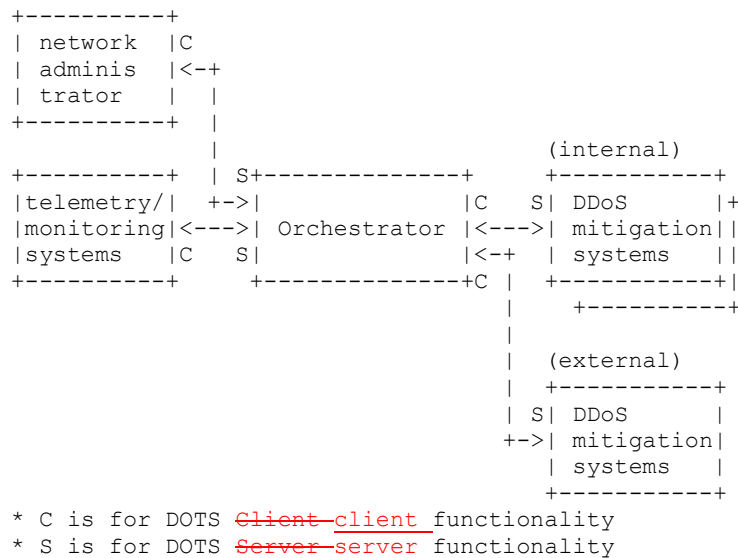 +----------+
| network  |C
| adminis  |<-+
| trator   |  |
+----------+  |
              |                      (internal)
+----------+  | S+--------------+     +-----------+
|telemetry/|  +->|              |C   S| DDoS      |+
|monitoring|<--->| Orchestrator |<--->| mitigation||
|systems   |C   S|              |<-+  | systems   ||
+----------+     +--------------+C |  +-----------+|
                                   |    +----------+
                                   |
                                   |  (external)
                                   |  +-----------+
                                   | S| DDoS      |
                                   +->| mitigation|
                                      | systems   |
                                      +-----------+
* C is for DOTS Client client functionality
* S is for DOTS Server server functionality